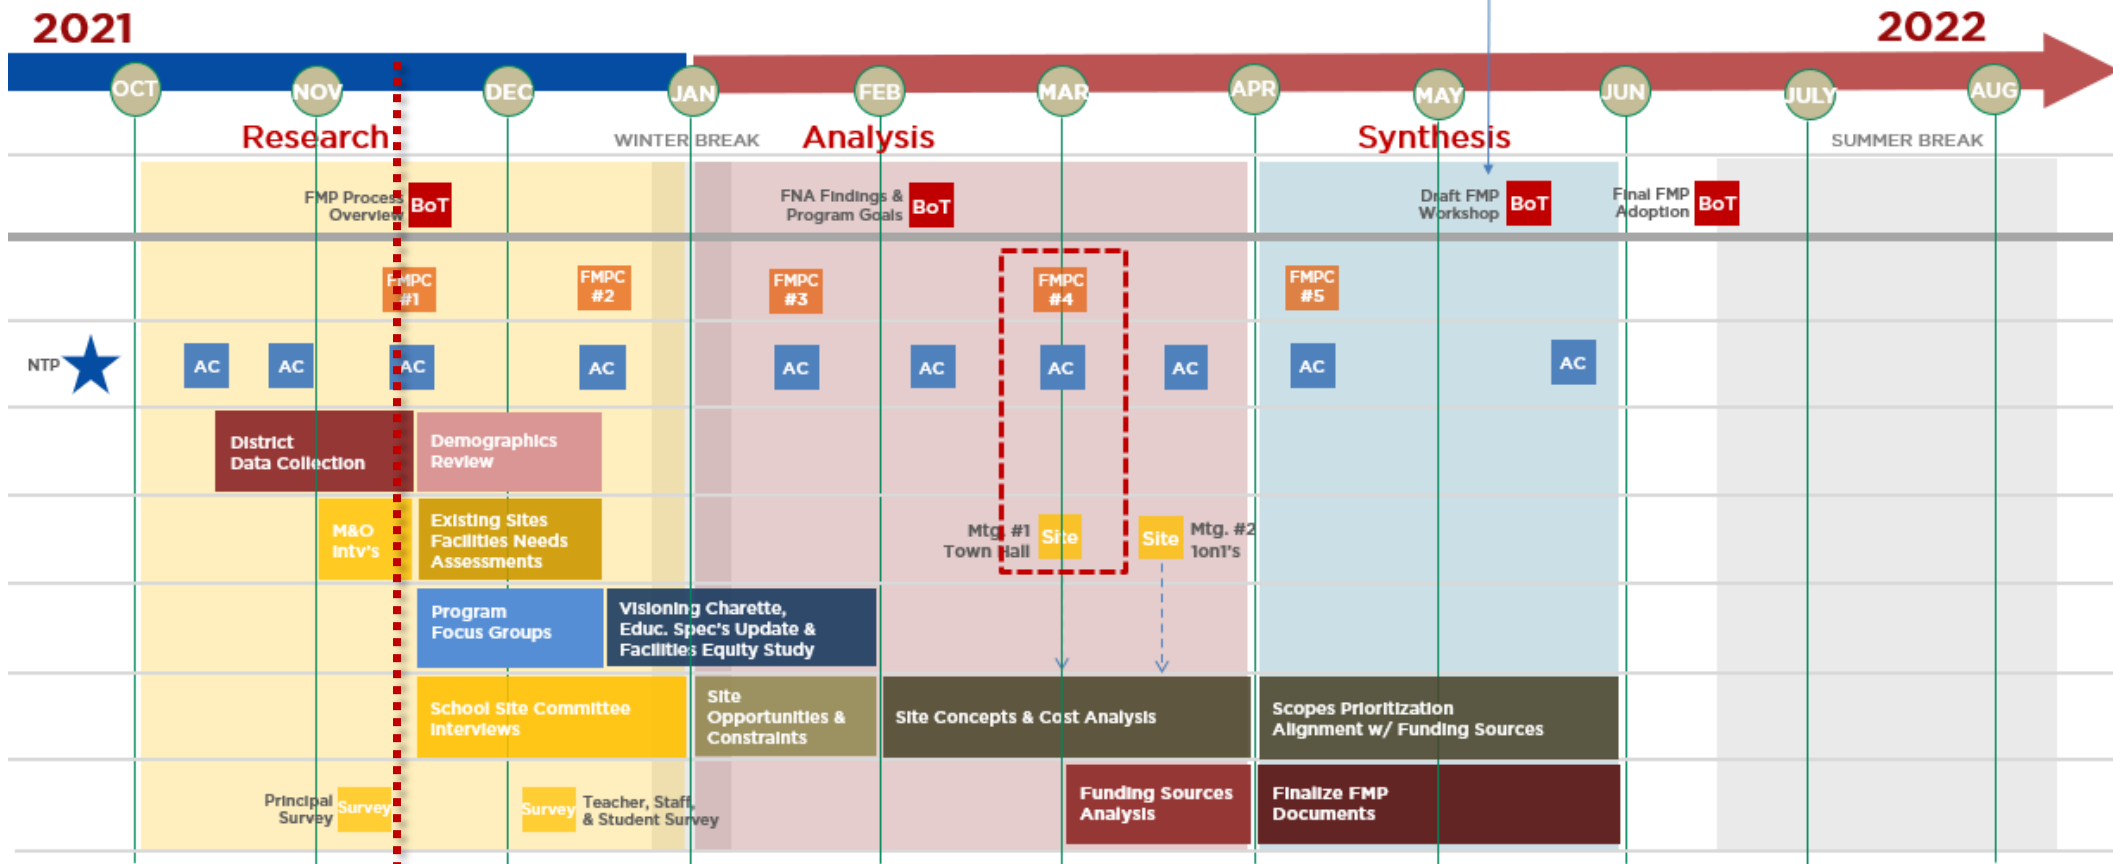 2021
2022
OCT
NOV
DEC
JAN
FEB
MAR
APR
MAY
JUN
JULY
AUG
Research
WINTER BREAK
Analysis
Synthesis
SUMMER BREAK
FMP Process
Overview
BoT
FNA Findings &
Program Goals
BoT
Draft FMP
Workshop
BoT
Final FMP
Adoption
BoT
FMPC
#1
FMPC
#2
FMPC
#3
FMPC
#4
FMPC
#5
NTP
AC
AC
AC
AC
AC
AC
AC
AC
AC
AC
District
Data Collection
Demographics
Review
M&O
Intv's
Existing Sites
Facilities Needs
Assessments
Mtg. #1
Town Hall
Site
Site
Mtg. #2
1on1's
Program
Focus Groups
Visioning Charette,
Educ. Spec's Update &
Facilities Equity Study
School Site Committee
Interviews
Site
Opportunities &
Constraints
Site Concepts & Cost Analysis
Scopes Prioritization
Alignment w/ Funding Sources
Principal
Survey
Survey
Survey
Teacher, Staff,
& Student Survey
Funding Sources
Analysis
Finalize FMP
Documents